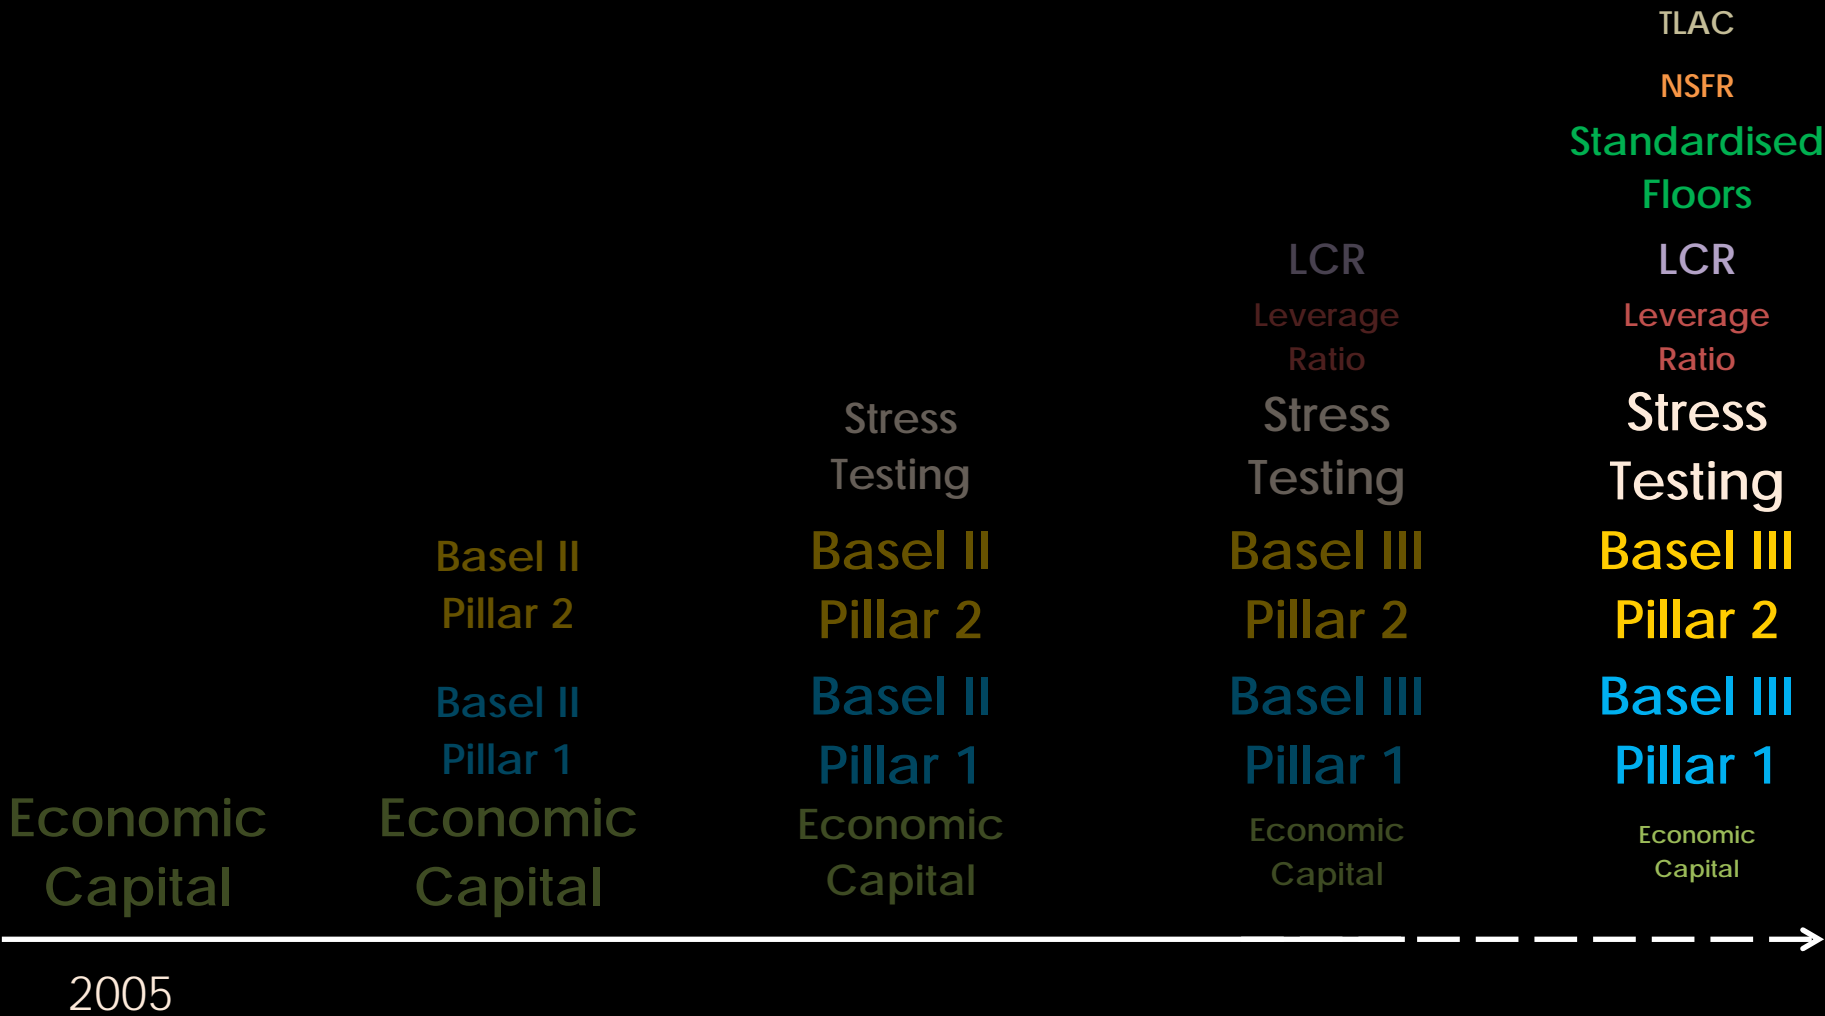 TLAC
NSFR
Standardised
Floors
LCR
LCR
Leverage
Ratio
Leverage
Ratio
Stress
Testing
Stress
Testing
Stress
Testing
Basel II
Pillar 2
Basel II
Pillar 2
Basel III
Pillar 2
Basel III
Pillar 2
Basel II
Pillar 1
Basel II
Pillar 1
Basel III
Pillar 1
Basel III
Pillar 1
Economic
Capital
Economic
Capital
Economic
Capital
Economic
Capital
Economic
Capital
2005